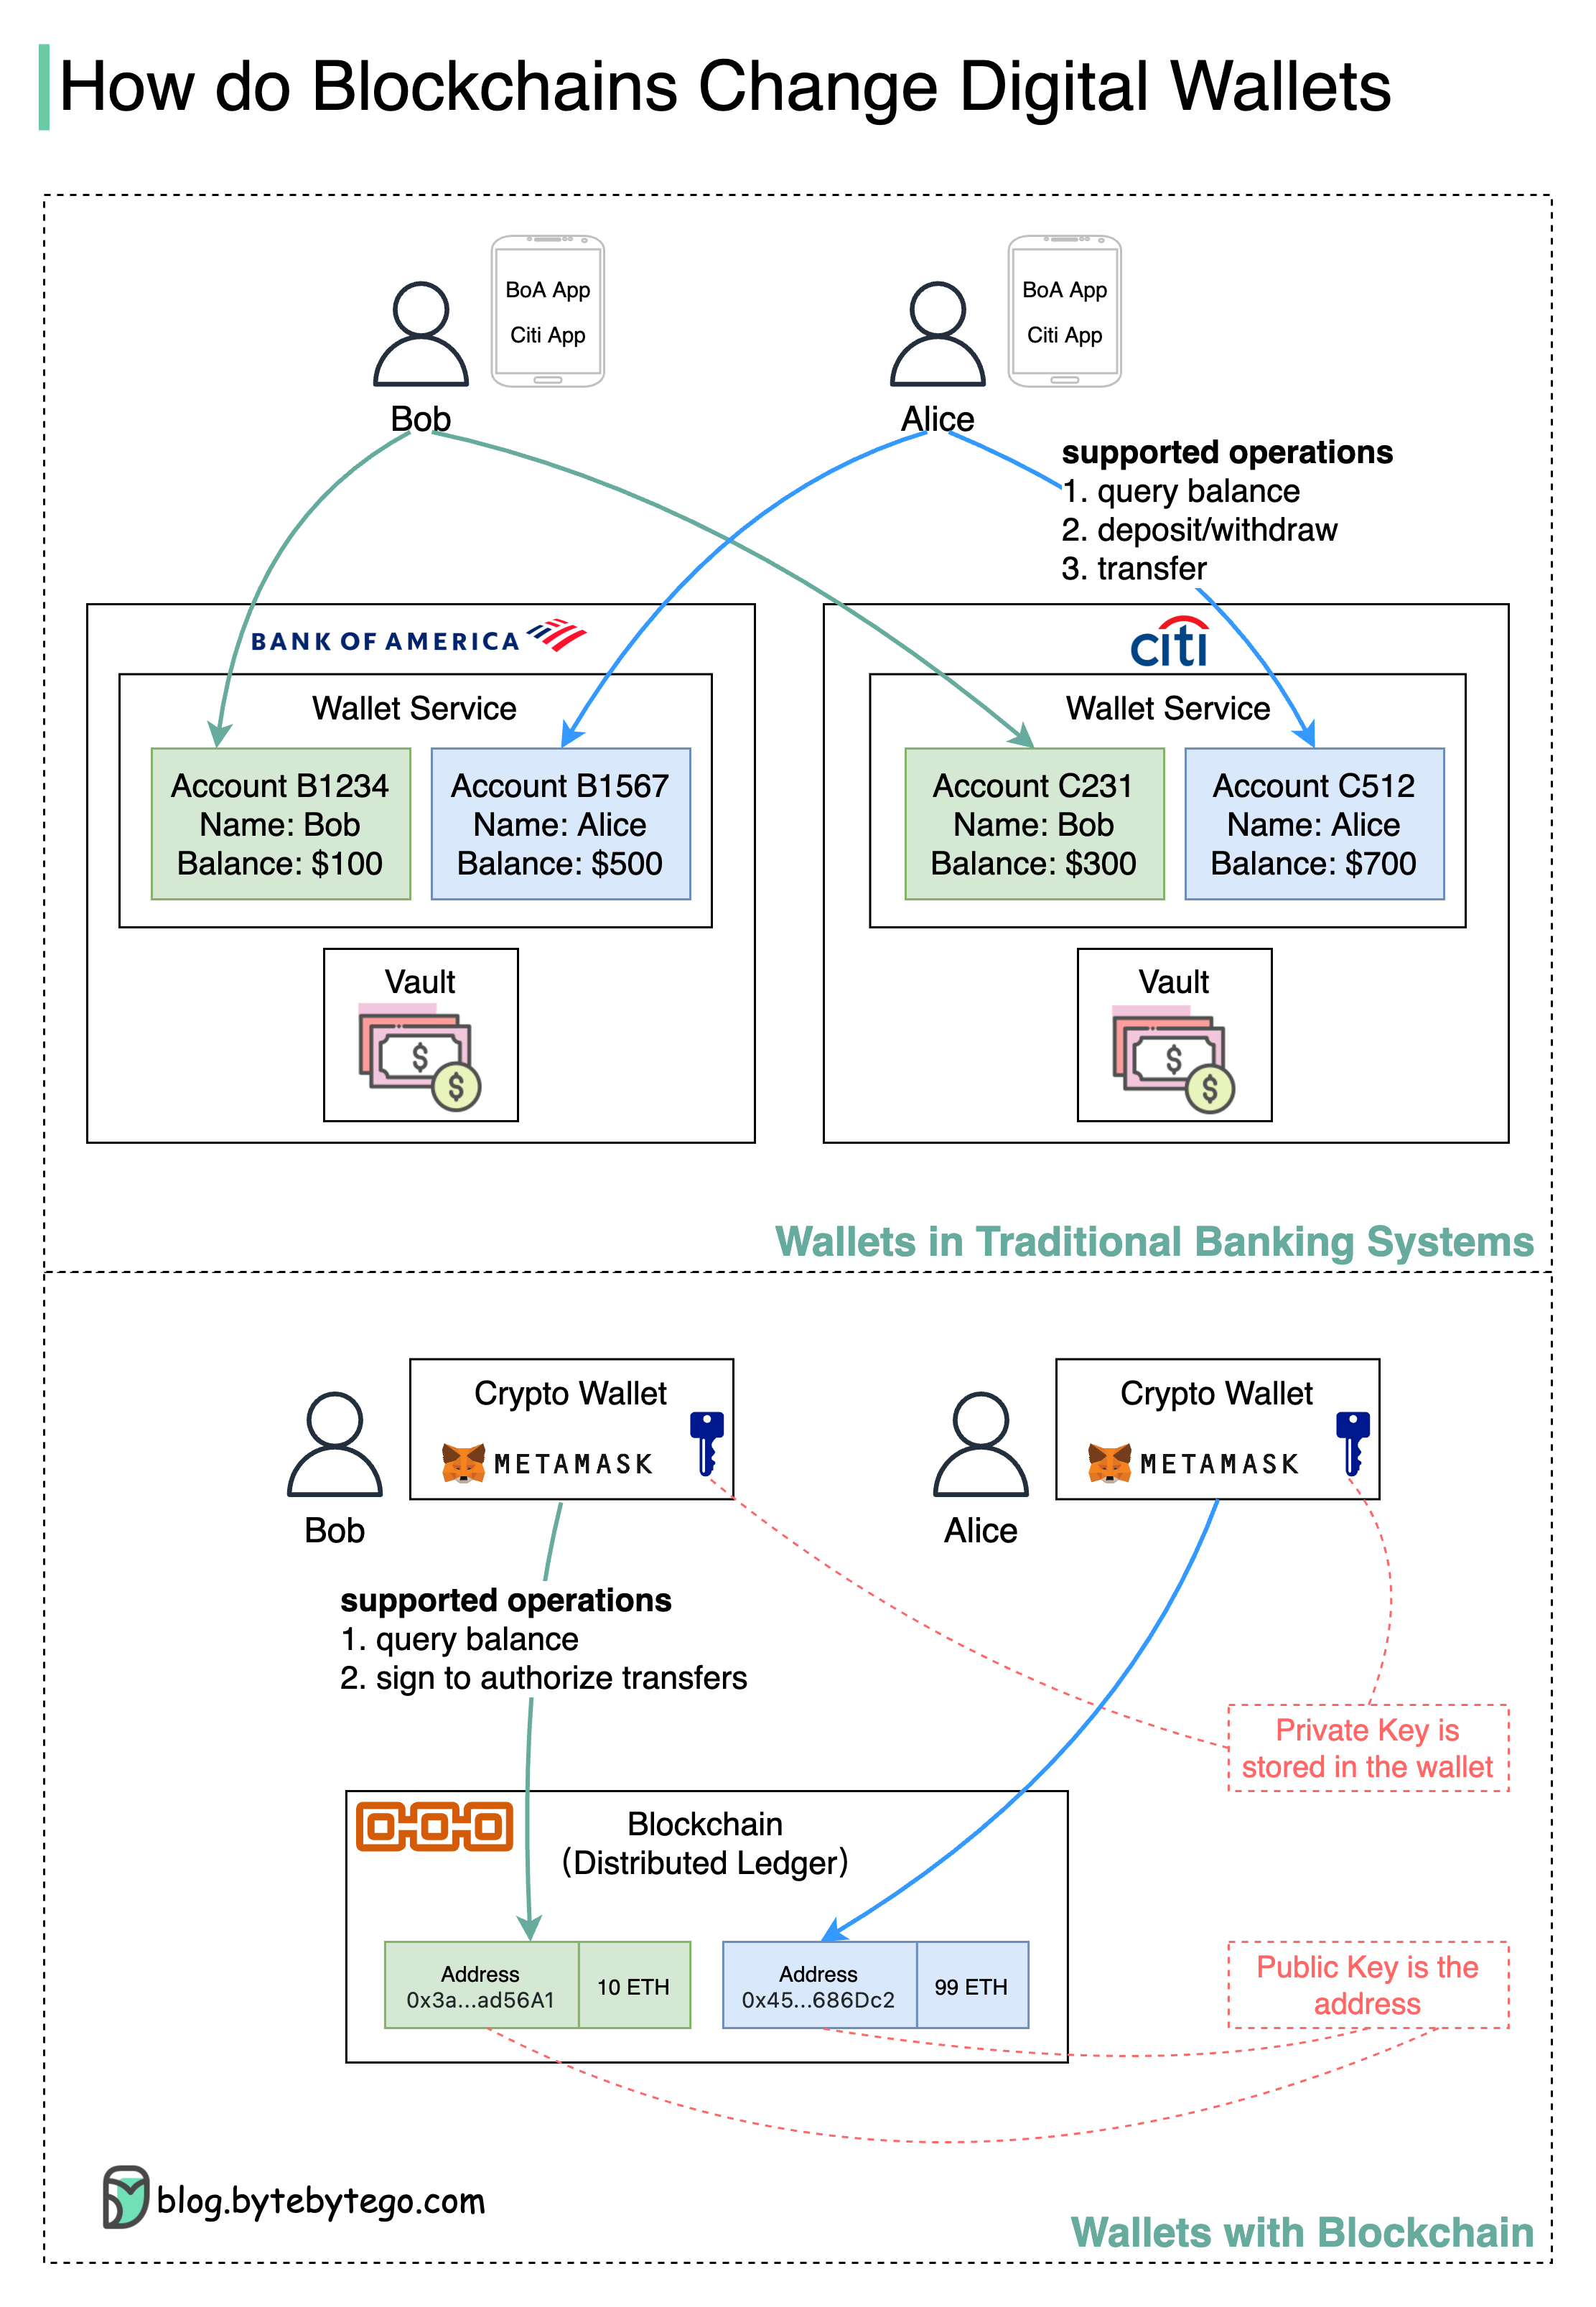 How do Blockchains Change Digital Wallets
BoA App
Citi App
Bob
BoA App
Citi App
Alice
supported operations
1. query balance
2. deposit/withdraw
3. transfer
BANK OF AMERICA
Wallet Service
Account B1234
Name: Bob
Balance: $100
Account B1567
Name: Alice
Balance: $500
Vault
$
$
citi
Wallet Service
Account C231
Name: Bob
Balance: $300
Account C512
Name: Alice
Balance: $700
Vault
$
$
Wallets in Traditional Banking Systems
Crypto Wallet
METAMASK
Bob
Crypto Wallet
METAMASK
Alice
supported operations
1. query balance
2. sign to authorize transfers
Private Key is
stored in the wallet
Blockchain
(Distributed Ledger)
Address
0x3a...ad56A1
10 ETH
Address
0x45...686Dc2
99 ETH
Public Key is the
address
blog.bytebytego.com
Wallets with Blockchain